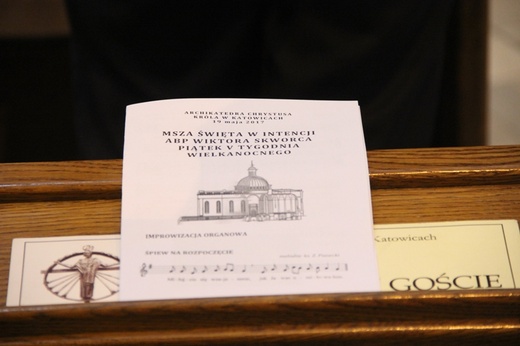 ARCHIKATEDRA CHRYSTUSA
KRÓLA W KATOWICACH
19 maja 2017
MSZA ŚWIĘTA W INTENCJI
ABP WIKTORA SKWORCA
PIĄTEK V TYGODNIA
WIELKANOCNEGO
IMPROWIZACJA ORGANOWA
ŚPIEW NA ROZPOCZĘCIE
Katowicach
GOŚCIE